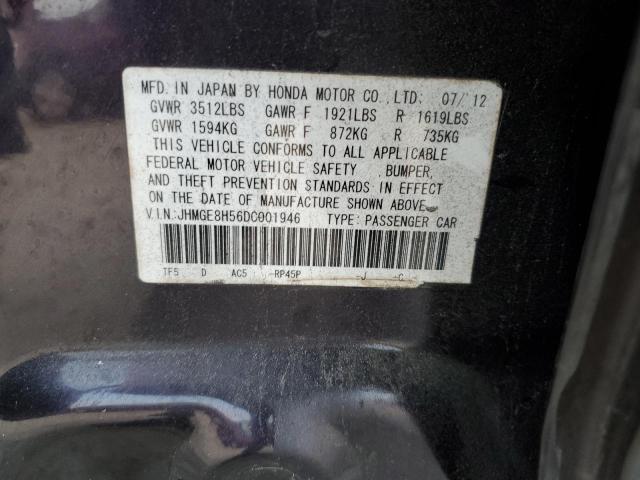 MFD. IN JAPAN BY HONDA MOTOR CO., LTD. 07/12
GVWR 3512LBS GAWR F 1921LBS R 1619LBS
GVWR 1594KG GAWR F 872KG R 735KG
THIS VEHICLE CONFORMS TO ALL APPLICABLE
FEDERAL MOTOR VEHICLE SAFETY, BUMPER,
AND THEFT PREVENTION STANDARDS IN EFFECT
ON THE DATE OF MANUFACTURE SHOWN ABOVE.
V.I.N.:JHMGE8H56DC001946 TYPE: PASSENGER CAR
TF5 D AC5 -RP45P -J -C-